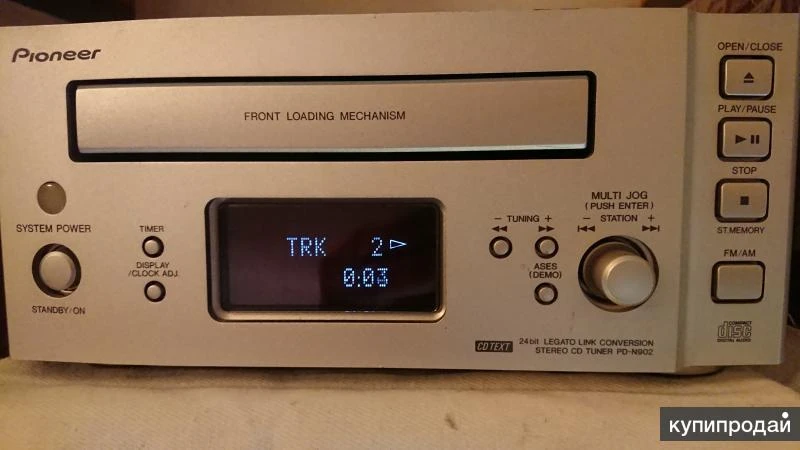 Pioneer
FRONT LOADING MECHANISM
OPEN/CLOSE
PLAY/PAUSE
STOP
ST.MEMORY
FM/AM
SYSTEM POWER
STANDBY/ON
TIMER
DISPLAY
/CLOCK ADJ.
TRK 2
0:03
– TUNING +
ASES
(DEMO)
MULTI JOG
(PUSH ENTER)
– STATION +
COMPACT
disc
DIGITAL AUDIO
CD TEXT
24bit LEGATO LINK CONVERSION
STEREO CD TUNER PD-N902
купипродай